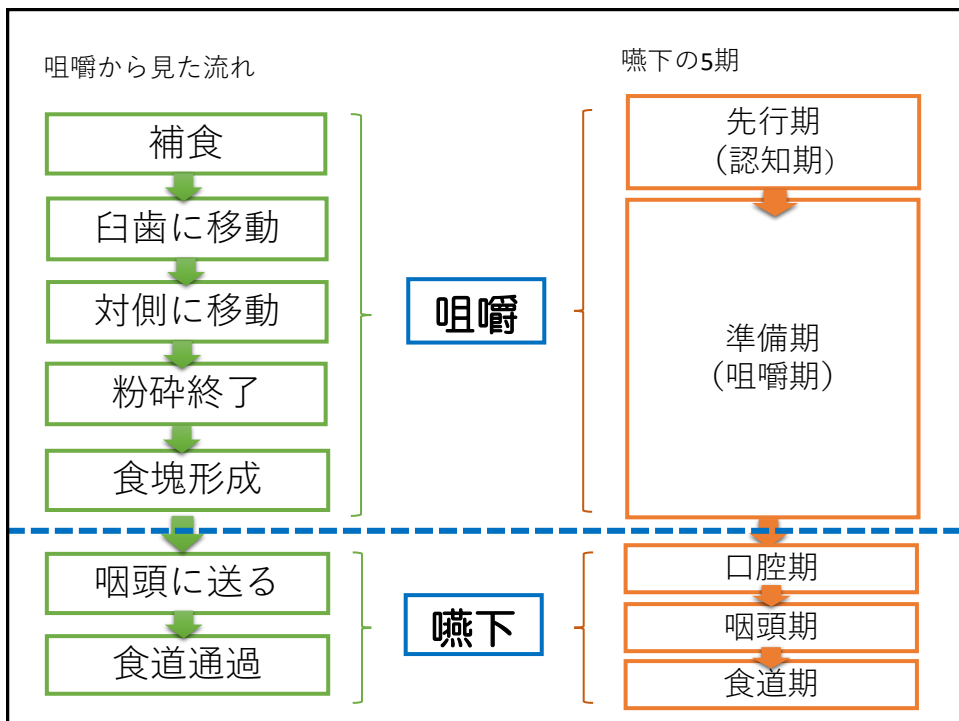 咀嚼から見た流れ
補食
臼歯に移動
対側に移動
粉砕終了
食塊形成
咽頭に送る
食道通過
咀嚼
嚥下
嚥下の5期
先行期
（認知期）
準備期
（咀嚼期）
口腔期
咽頭期
食道期